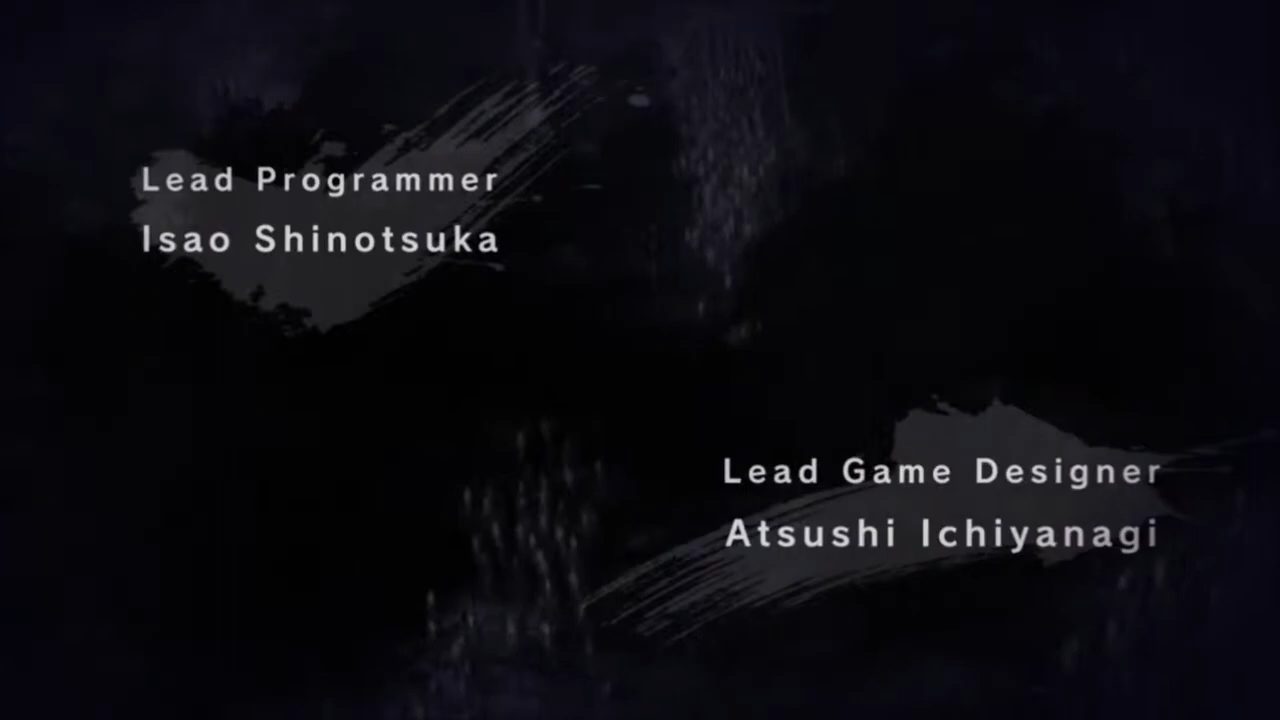 Lead Programmer
Isao Shinotsuka
Lead Game Designer
Atsushi Ichiyanagi